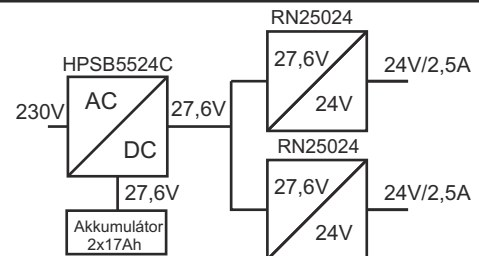 RN25024
HPSB5524C
27,6V
24V/2,5A
AC
230V
27,6V
24V
DC
RN25024
27,6V
27,6V
24V/2,5A
Akkumulátor
2x17Ah
24V